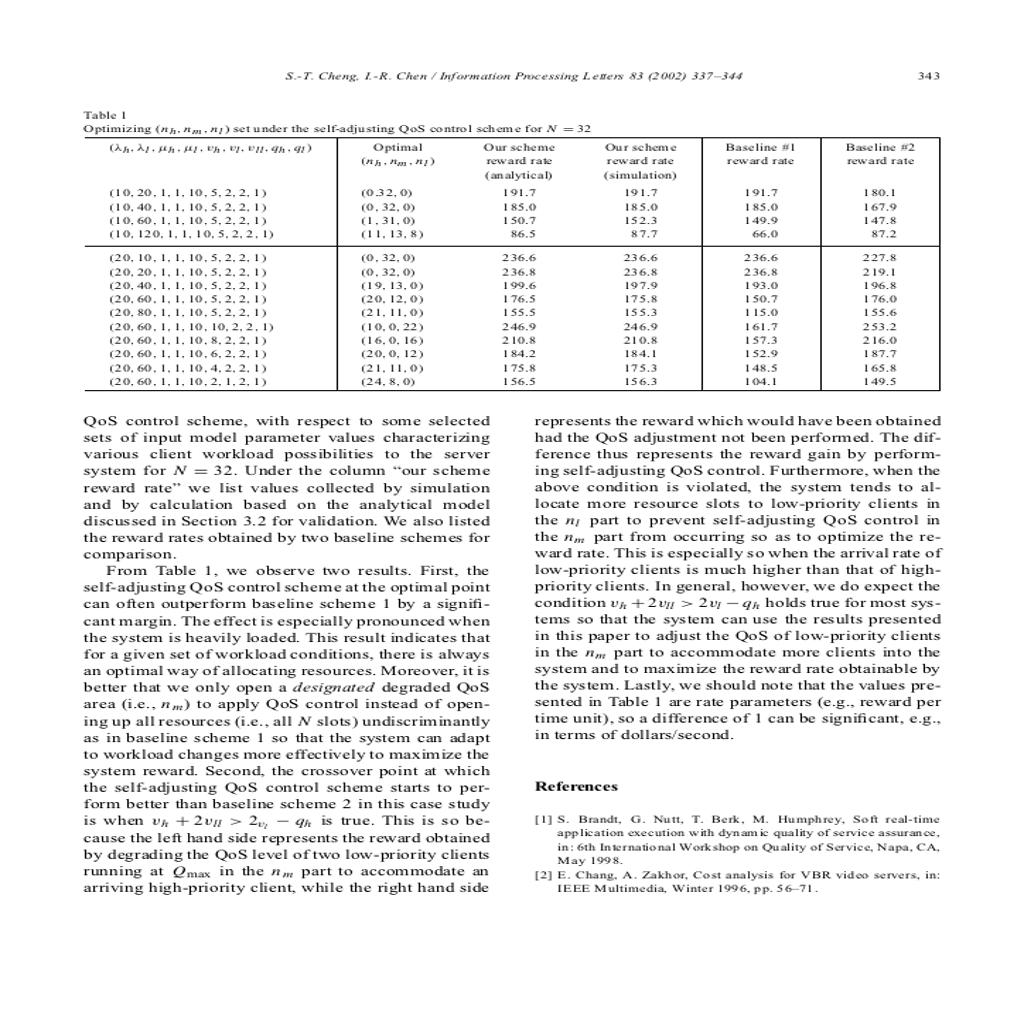 S.-T. Cheng, I.-R. Chen / Information Processing Letters 83 (2002) 337–344 343
Table 1
Optimizing (n_h, n_m, n_l) set under the self-adjusting QoS control scheme for N = 32
(λ_h, λ_l, μ_h, μ_l, v_h, v_l, v_ll, q_h, q_l) Optimal Our scheme Our scheme Baseline #1 Baseline #2
(n_h, n_m, n_l) reward rate reward rate reward rate reward rate
(analytical) (simulation)
(10, 20, 1, 1, 10, 5, 2, 2, 1) (0.32, 0) 191.7 191.7 191.7 180.1
(10, 40, 1, 1, 10, 5, 2, 2, 1) (0, 32, 0) 185.0 185.0 185.0 167.9
(10, 60, 1, 1, 10, 5, 2, 2, 1) (1, 31, 0) 150.7 152.3 149.9 147.8
(10, 120, 1, 1, 10, 5, 2, 2, 1) (11, 13, 8) 86.5 87.7 66.0 87.2
(20, 10, 1, 1, 10, 5, 2, 2, 1) (0, 32, 0) 236.6 236.6 236.6 227.8
(20, 20, 1, 1, 10, 5, 2, 2, 1) (0, 32, 0) 236.8 236.8 236.8 219.1
(20, 40, 1, 1, 10, 5, 2, 2, 1) (19, 13, 0) 199.6 197.9 193.0 196.8
(20, 60, 1, 1, 10, 5, 2, 2, 1) (20, 12, 0) 176.5 175.8 150.7 176.0
(20, 80, 1, 1, 10, 5, 2, 2, 1) (21, 11, 0) 155.5 155.3 115.0 155.6
(20, 60, 1, 1, 10, 10, 2, 2, 1) (10, 0, 22) 246.9 246.9 161.7 253.2
(20, 60, 1, 1, 10, 8, 2, 2, 1) (16, 0, 16) 210.8 210.8 157.3 216.0
(20, 60, 1, 1, 10, 6, 2, 2, 1) (20, 0, 12) 184.2 184.1 152.9 187.7
(20, 60, 1, 1, 10, 4, 2, 2, 1) (21, 11, 0) 175.8 175.3 148.5 165.8
(20, 60, 1, 1, 10, 2, 1, 2, 1) (24, 8, 0) 156.5 156.3 104.1 149.5
QoS control scheme, with respect to some selected
sets of input model parameter values characterizing
various client workload possibilities to the server
system for N = 32. Under the column “our scheme
reward rate” we list values collected by simulation
and by calculation based on the analytical model
discussed in Section 3.2 for validation. We also listed
the reward rates obtained by two baseline schemes for
comparison.
From Table 1, we observe two results. First, the
self-adjusting QoS control scheme at the optimal point
can often outperform baseline scheme 1 by a signifi-
cant margin. The effect is especially pronounced when
the system is heavily loaded. This result indicates that
for a given set of workload conditions, there is always
an optimal way of allocating resources. Moreover, it is
better that we only open a designated degraded QoS
area (i.e., n_m) to apply QoS control instead of open-
ing up all resources (i.e., all N slots) undiscriminantly
as in baseline scheme 1 so that the system can adapt
to workload changes more effectively to maximize the
system reward. Second, the crossover point at which
the self-adjusting QoS control scheme starts to per-
form better than baseline scheme 2 in this case study
is when v_h + 2v_ll > 2_{v_l} − q_h is true. This is so be-
cause the left hand side represents the reward obtained
by degrading the QoS level of two low-priority clients
running at Q_max in the n_m part to accommodate an
arriving high-priority client, while the right hand side
represents the reward which would have been obtained
had the QoS adjustment not been performed. The dif-
ference thus represents the reward gain by perform-
ing self-adjusting QoS control. Furthermore, when the
above condition is violated, the system tends to al-
locate more resource slots to low-priority clients in
the n_l part to prevent self-adjusting QoS control in
the n_m part from occurring so as to optimize the re-
ward rate. This is especially so when the arrival rate of
low-priority clients is much higher than that of high-
priority clients. In general, however, we do expect the
condition v_h + 2v_ll > 2v_l − q_h holds true for most sys-
tems so that the system can use the results presented
in this paper to adjust the QoS of low-priority clients
in the n_m part to accommodate more clients into the
system and to maximize the reward rate obtainable by
the system. Lastly, we should note that the values pre-
sented in Table 1 are rate parameters (e.g., reward per
time unit), so a difference of 1 can be significant, e.g.,
in terms of dollars/second.
References
[1] S. Brandt, G. Nutt, T. Berk, M. Humphrey, Soft real-time
application execution with dynamic quality of service assurance,
in: 6th International Workshop on Quality of Service, Napa, CA,
May 1998.
[2] E. Chang, A. Zakhor, Cost analysis for VBR video servers, in:
IEEE Multimedia, Winter 1996, pp. 56–71.